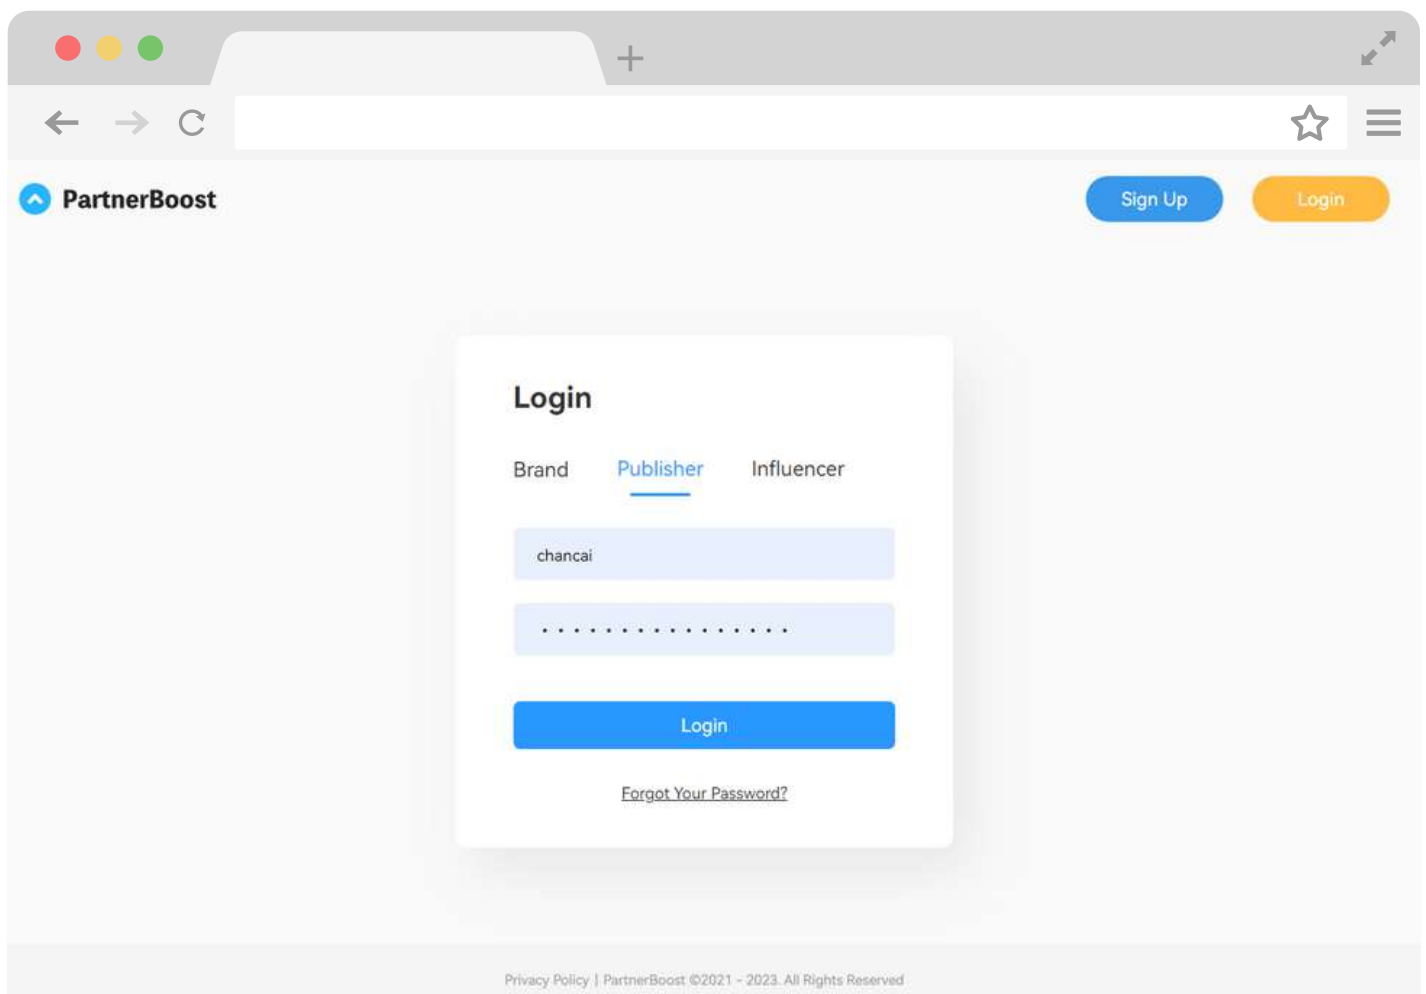 PartnerBoost
Sign Up
Login
Login
Brand Publisher Influencer
chancai
Login
Forgot Your Password?
Privacy Policy | PartnerBoost ©2021 - 2023. All Rights Reserved